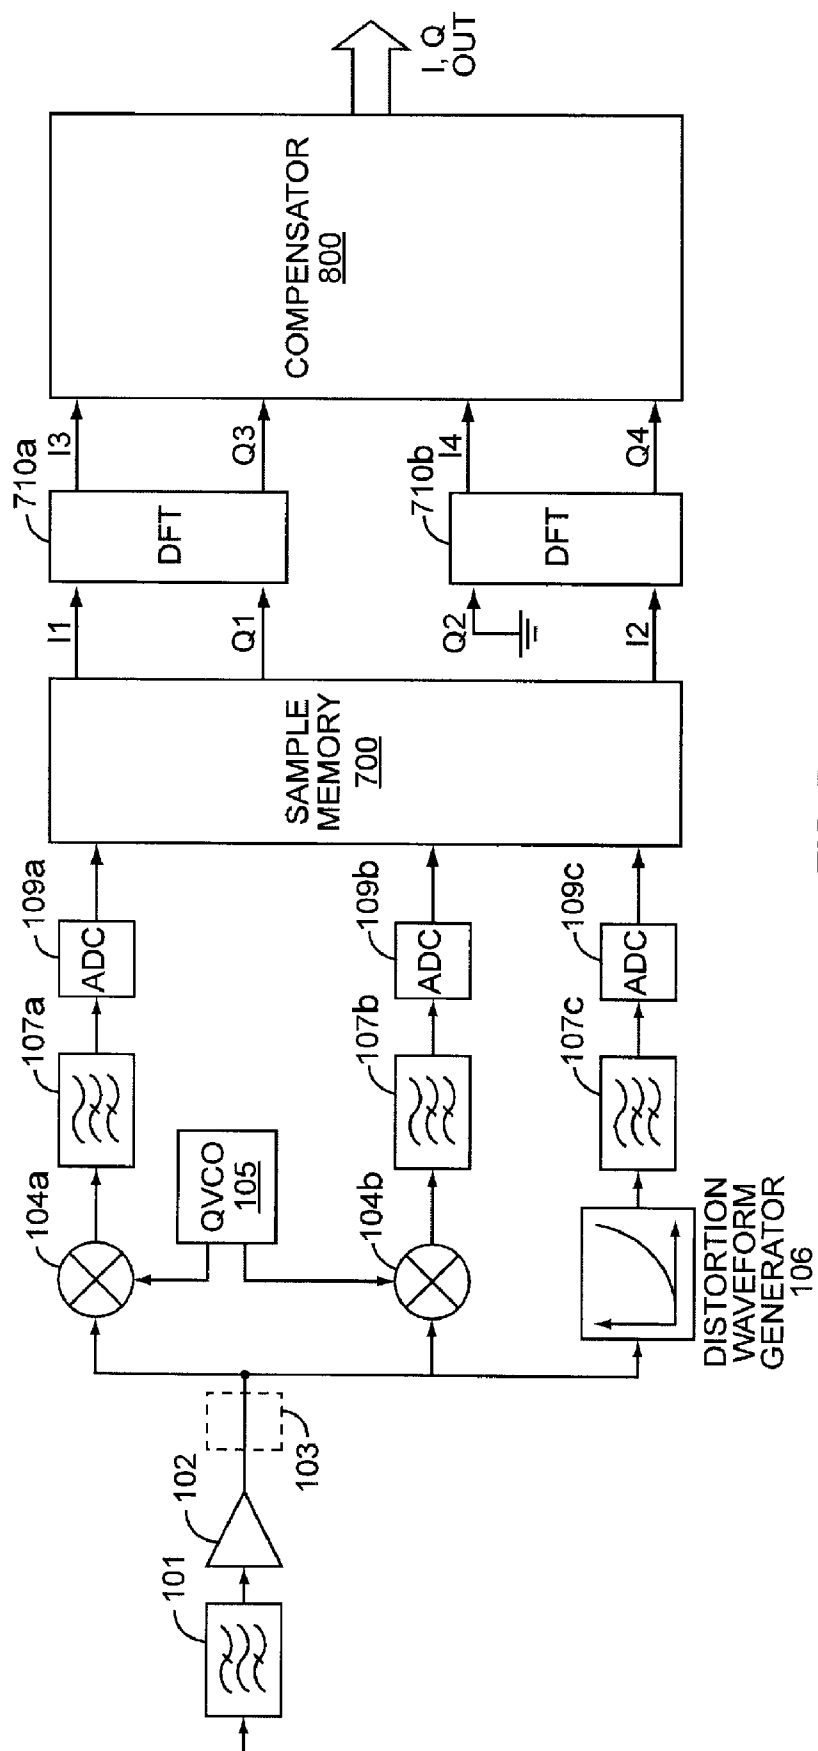 101
102
103
104a
QVCO
105
104b
DISTORTION
WAVEFORM
GENERATOR
106
107a
107b
107c
109a
ADC
109b
ADC
109c
ADC
SAMPLE
MEMORY
700
I1
Q1
Q2
I2
710a
DFT
710b
DFT
I3
Q3
I4
Q4
COMPENSATOR
800
I, Q
OUT